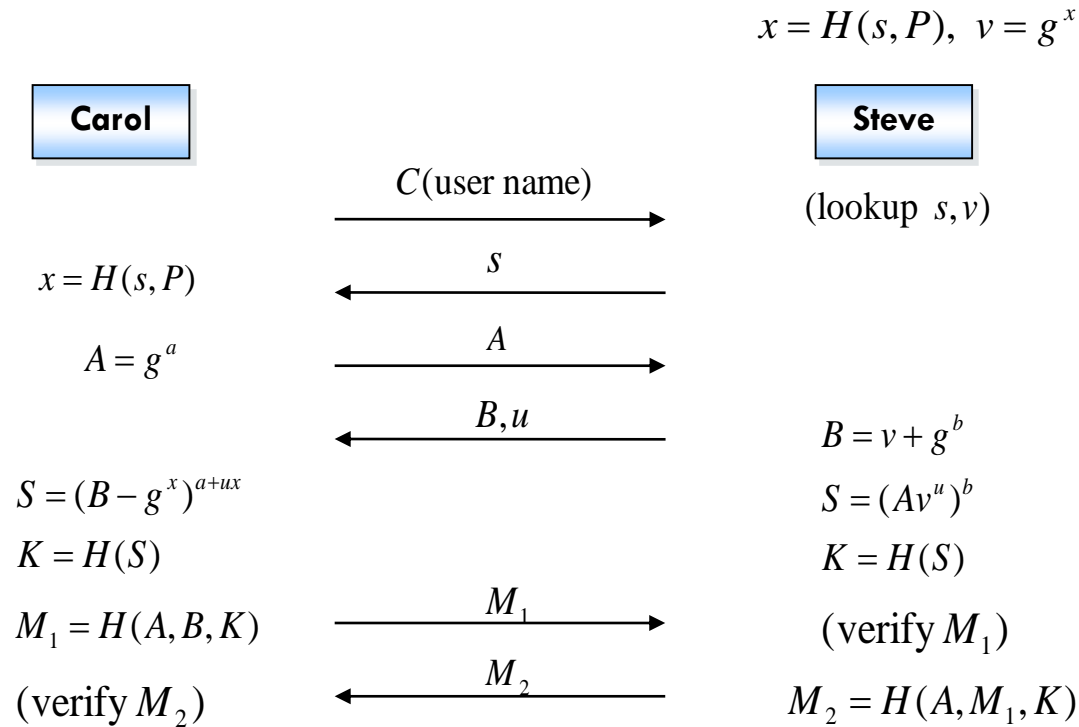 x = H(s, P), v = g^x
Carol
Steve
C(user name)
(lookup s, v)
s
x = H(s, P)
A = g^a
A
B, u
B = v + g^b
S = (B − g^x)^{a+ux}
S = (Av^u)^b
K = H(S)
K = H(S)
M_1 = H(A, B, K)
M_1
(verify M_1)
(verify M_2)
M_2
M_2 = H(A, M_1, K)